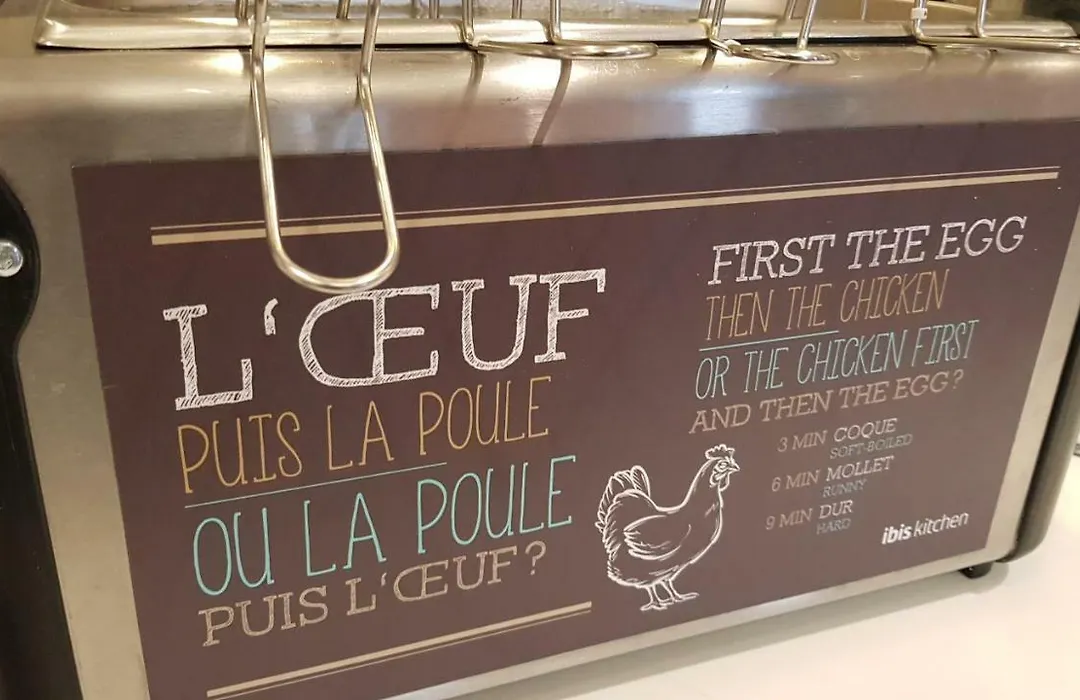 L'ŒUF
PUIS LA POULE
OU LA POULE
PUIS L'ŒUF?
FIRST THE EGG
THEN THE CHICKEN
OR THE CHICKEN FIRST
AND THEN THE EGG?
3 MIN COQUE
SOFT-BOILED
6 MIN MOLLET
RUNNY
9 MIN DUR
HARD
ibis kitchen